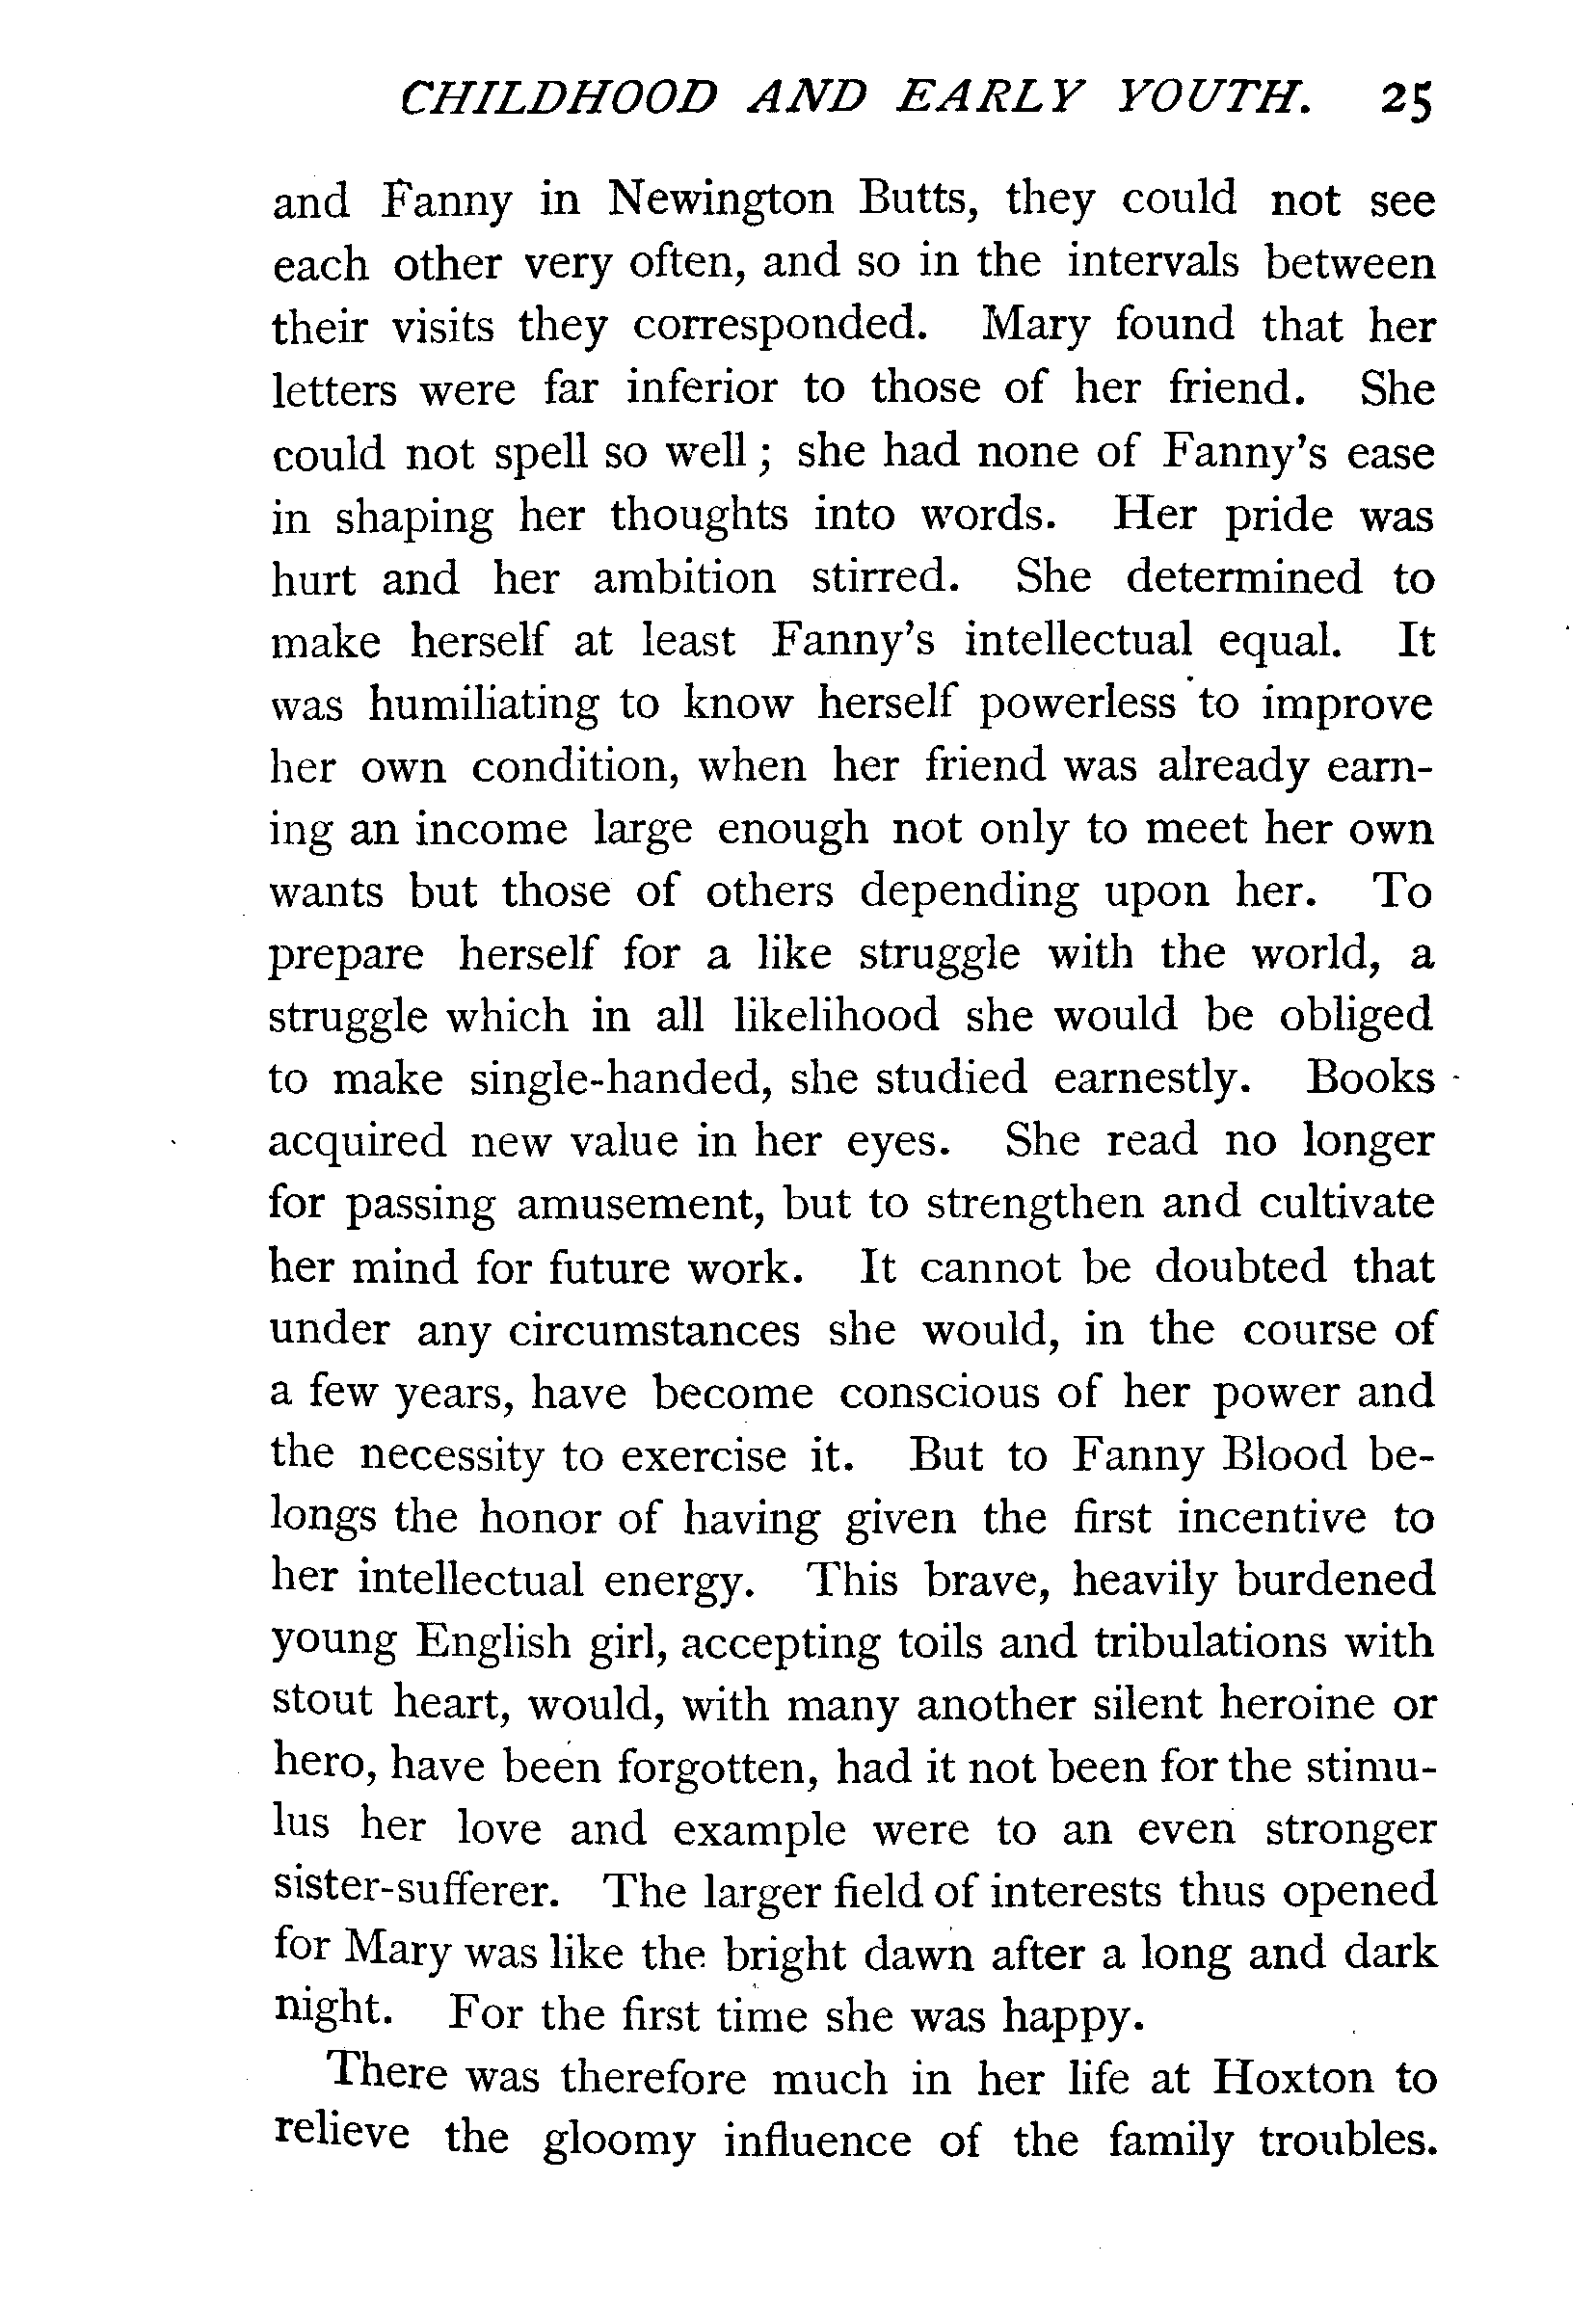 CHILDHOOD AND EARLY YOUTH. 25
and Fanny in Newington Butts, they could not see
each other very often, and so in the intervals between
their visits they corresponded. Mary found that her
letters were far inferior to those of her friend. She
could not spell so well; she had none of Fanny's ease
in shaping her thoughts into words. Her pride was
hurt and her ambition stirred. She determined to
make herself at least Fanny's intellectual equal. It
was humiliating to know herself powerless to improve
her own condition, when her friend was already earn-
ing an income large enough not only to meet her own
wants but those of others depending upon her. To
prepare herself for a like struggle with the world, a
struggle which in all likelihood she would be obliged
to make single-handed, she studied earnestly. Books
acquired new value in her eyes. She read no longer
for passing amusement, but to strengthen and cultivate
her mind for future work. It cannot be doubted that
under any circumstances she would, in the course of
a few years, have become conscious of her power and
the necessity to exercise it. But to Fanny Blood be-
longs the honor of having given the first incentive to
her intellectual energy. This brave, heavily burdened
young English girl, accepting toils and tribulations with
stout heart, would, with many another silent heroine or
hero, have been forgotten, had it not been for the stimu-
lus her love and example were to an even stronger
sister-sufferer. The larger field of interests thus opened
for Mary was like the bright dawn after a long and dark
night. For the first time she was happy.
There was therefore much in her life at Hoxton to
relieve the gloomy influence of the family troubles.